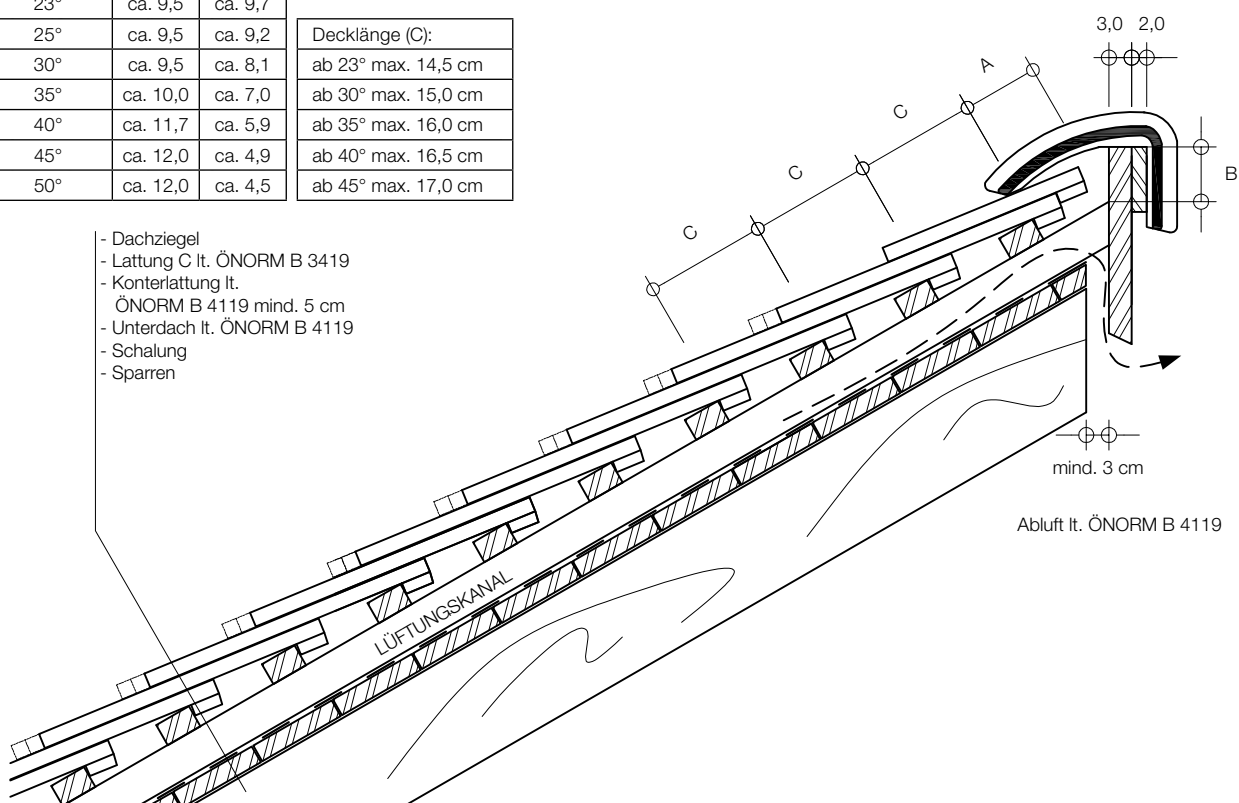 23° ca. 9,5 ca. 9,7
25° ca. 9,5 ca. 9,2
30° ca. 9,5 ca. 8,1
35° ca. 10,0 ca. 7,0
40° ca. 11,7 ca. 5,9
45° ca. 12,0 ca. 4,9
50° ca. 12,0 ca. 4,5
Decklänge (C):
ab 23° max. 14,5 cm
ab 30° max. 15,0 cm
ab 35° max. 16,0 cm
ab 40° max. 16,5 cm
ab 45° max. 17,0 cm
- Dachziegel
- Lattung C lt. ÖNORM B 3419
- Konterlattung lt.
ÖNORM B 4119 mind. 5 cm
- Unterdach lt. ÖNORM B 4119
- Schalung
- Sparren
3,0 2,0
A
C
C
C
B
LÜFTUNGSKANAL
mind. 3 cm
Abluft lt. ÖNORM B 4119